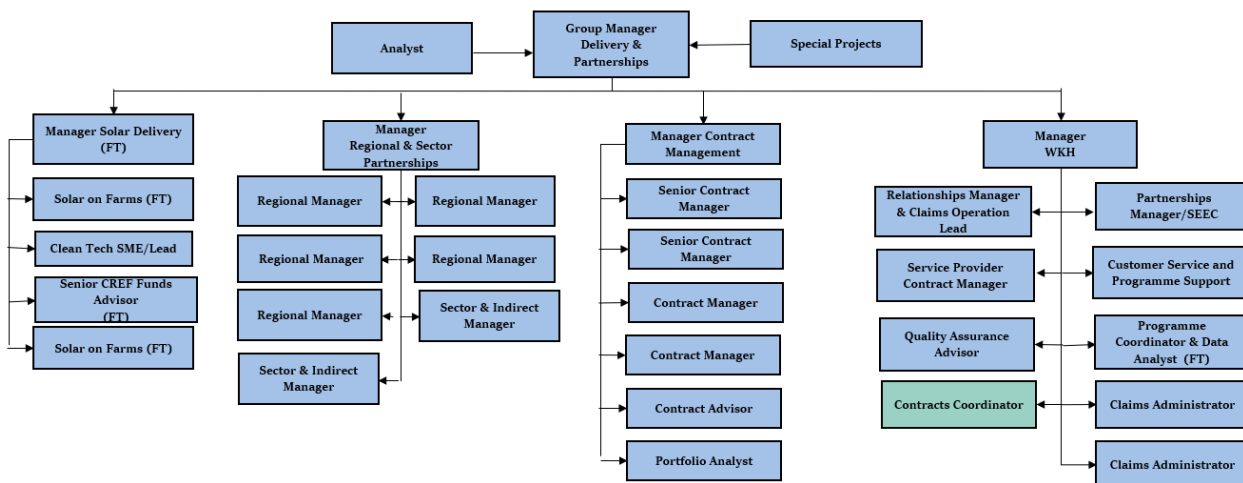 Analyst
Group Manager
Delivery &
Partnerships
Special Projects
Manager Solar Delivery
(FT)
Solar on Farms (FT)
Clean Tech SME/Lead
Senior CREF Funds
Advisor
(FT)
Solar on Farms (FT)
Manager
Regional & Sector
Partnerships
Regional Manager
Regional Manager
Regional Manager
Regional Manager
Regional Manager
Sector & Indirect
Manager
Sector & Indirect
Manager
Manager Contract
Management
Senior Contract
Manager
Senior Contract
Manager
Contract Manager
Contract Manager
Contract Advisor
Portfolio Analyst
Manager
WKH
Relationships Manager
& Claims Operation
Lead
Partnerships
Manager/SEEC
Service Provider
Contract Manager
Customer Service and
Programme Support
Quality Assurance
Advisor
Programme
Coordinator & Data
Analyst (FT)
Contracts Coordinator
Claims Administrator
Claims Administrator